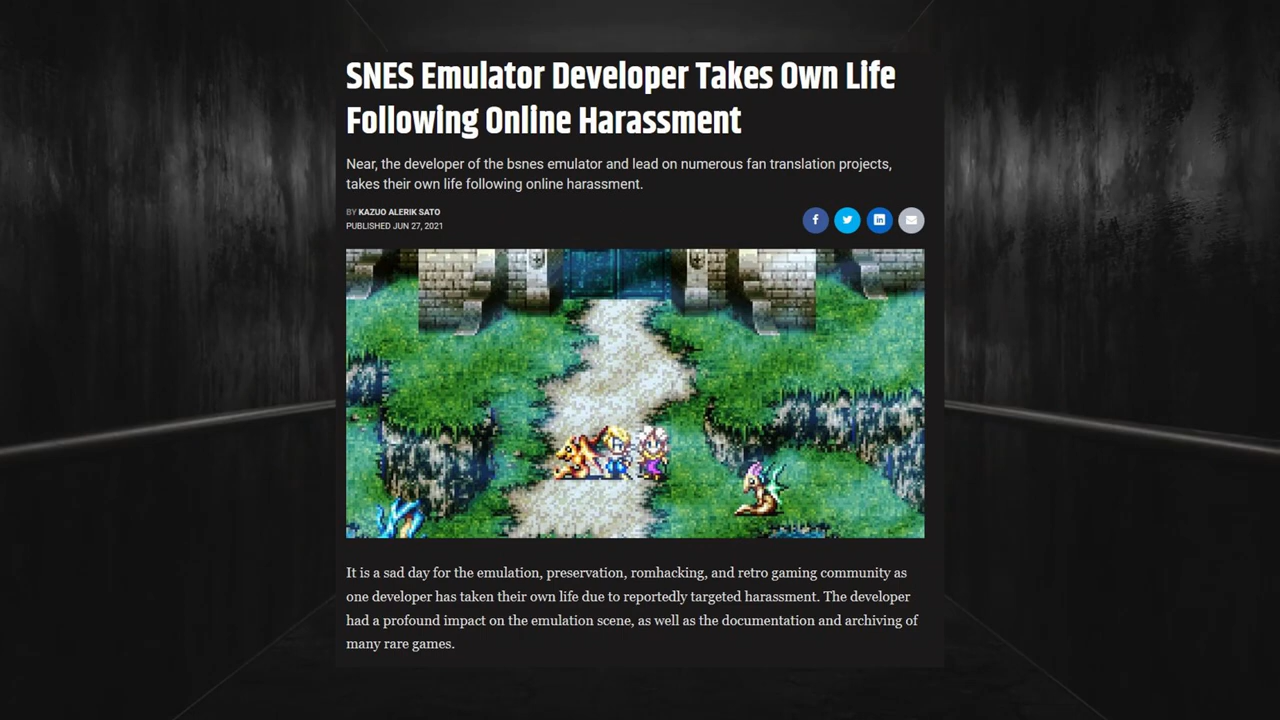 SNES Emulator Developer Takes Own Life
Following Online Harassment
Near, the developer of the bsnes emulator and lead on numerous fan translation projects,
takes their own life following online harassment.
BY KAZUO ALERIK SATO
PUBLISHED JUN 27, 2021
It is a sad day for the emulation, preservation, romhacking, and retro gaming community as
one developer has taken their own life due to reportedly targeted harassment. The developer
had a profound impact on the emulation scene, as well as the documentation and archiving of
many rare games.